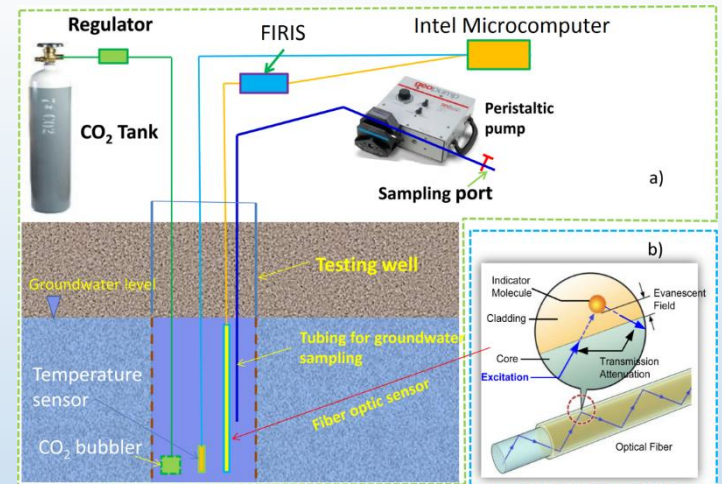 Regulator
FIRIS
Intel Microcomputer
CO₂ Tank
geopump
Peristaltic
pump
Sampling port
a)
Testing well
Groundwater level
Tubing for groundwater
sampling
Fiber optic sensor
Temperature
sensor
CO₂ bubbler
b)
Indicator
Molecule
Evanescent
Field
Cladding
Core
Transmission
Attenuation
Excitation
Optical Fiber